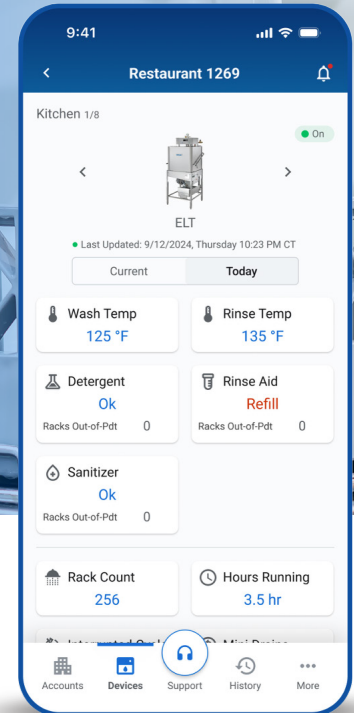 9:41
Restaurant 1269
Kitchen 1/8
On
ELT
Last Updated: 9/12/2024, Thursday 10:23 PM CT
Current Today
Wash Temp
125 °F
Rinse Temp
135 °F
Detergent
Ok
Racks Out-of-Pdt 0
Rinse Aid
Refill
Racks Out-of-Pdt 0
Sanitizer
Ok
Racks Out-of-Pdt 0
Rack Count
256
Hours Running
3.5 hr
Accounts Devices Support History More